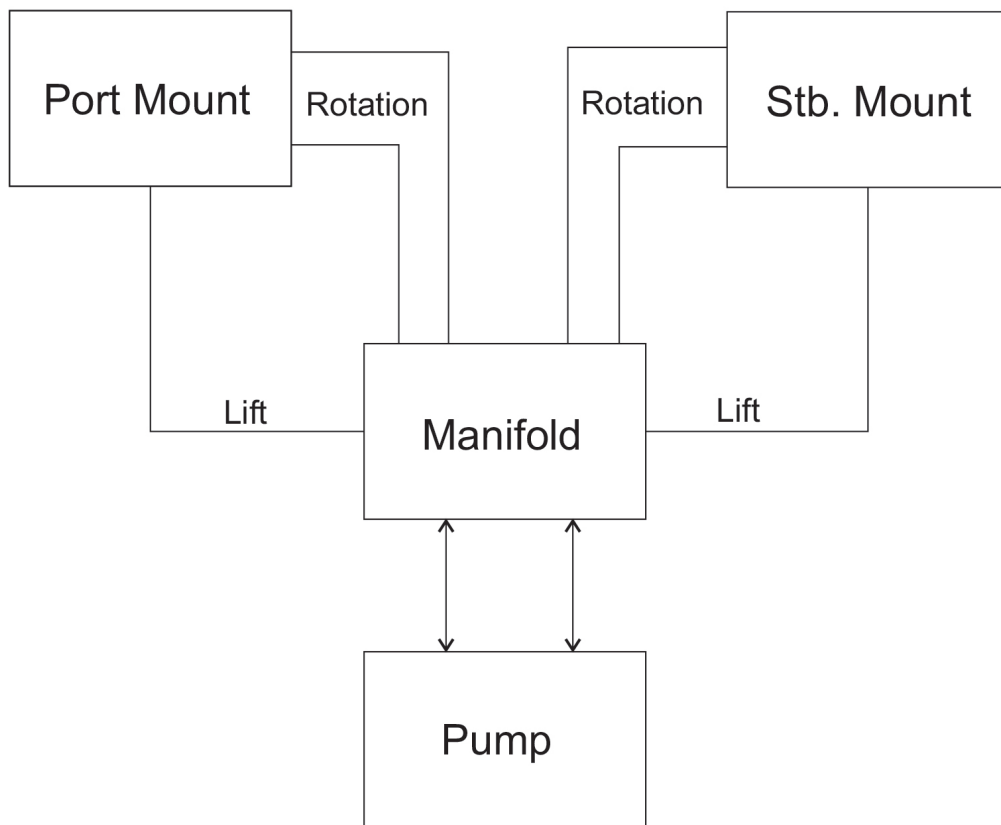 Port Mount
Rotation
Rotation
Stb. Mount
Lift
Manifold
Lift
Pump